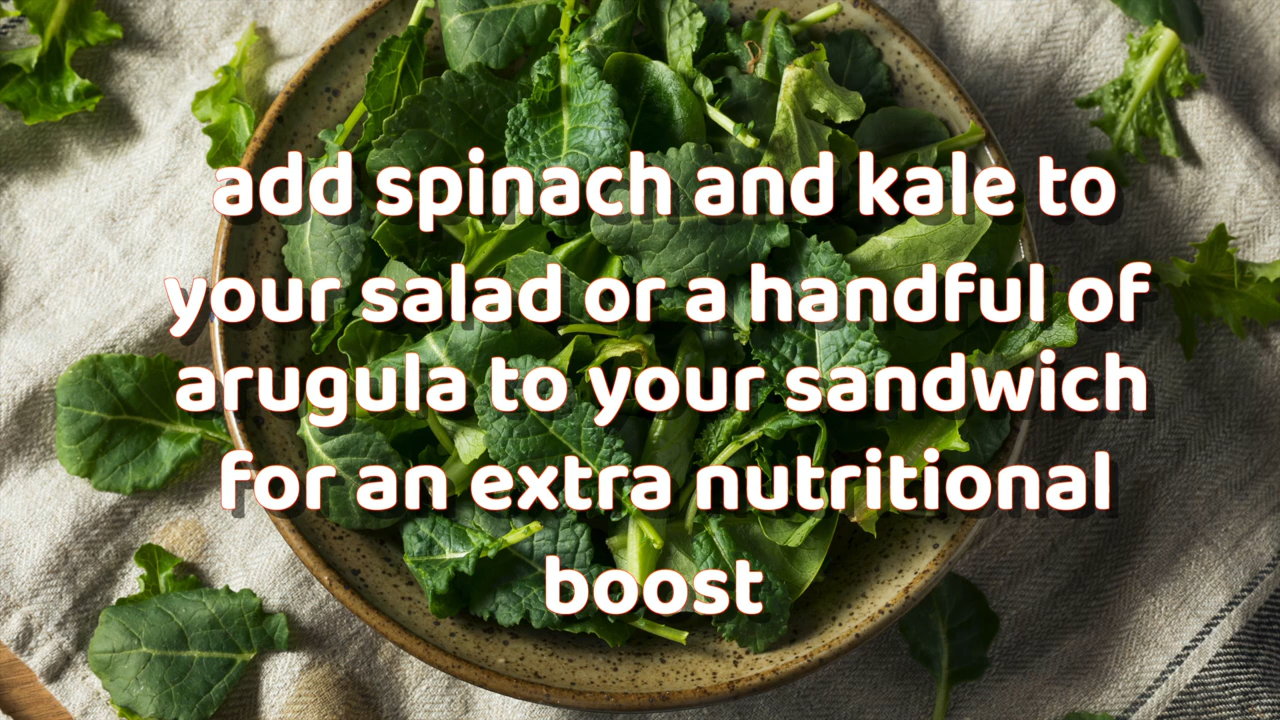 add spinach and kale to
your salad or a handful of
arugula to your sandwich
for an extra nutritional
boost